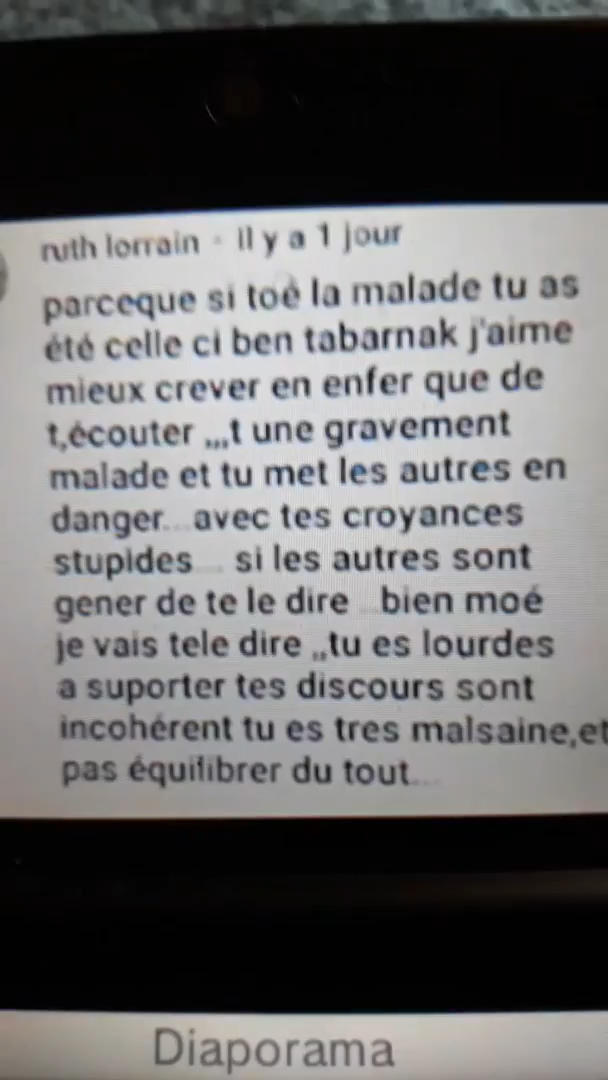 ruth lorrain · Il y a 1 jour
parceque si toé la malade tu as
été celle ci ben tabarnak j'aime
mieux crever en enfer que de
t,écouter ,,,,t une gravement
malade et tu met les autres en
danger... avec tes croyances
stupides ... si les autres sont
gener de te le dire .. bien moé
je vais tele dire ,,tu es lourdes
a suporter tes discours sont
incohérent tu es tres malsaine,et
pas équilibrer du tout....
Diaporama